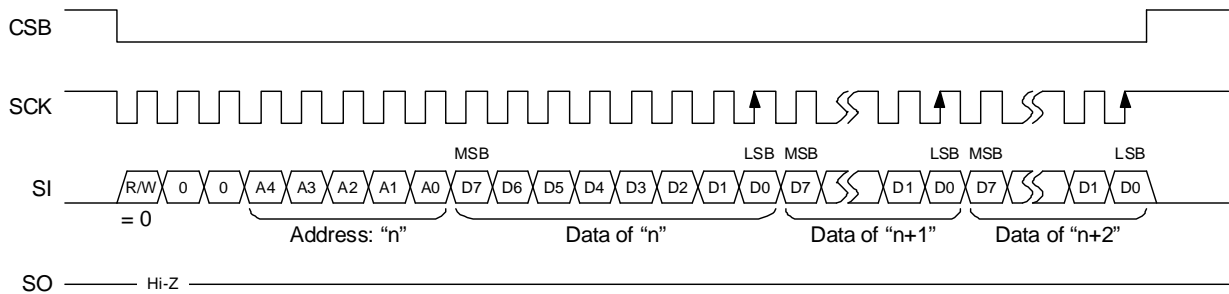 CSB
SCK
MSB LSB MSB LSB MSB LSB
SI R/W 0 0 A4 A3 A2 A1 A0 D7 D6 D5 D4 D3 D2 D1 D0 D7 D1 D0 D7 D1 D0
= 0
Address: “n” Data of “n” Data of “n+1” Data of “n+2”
SO Hi-Z